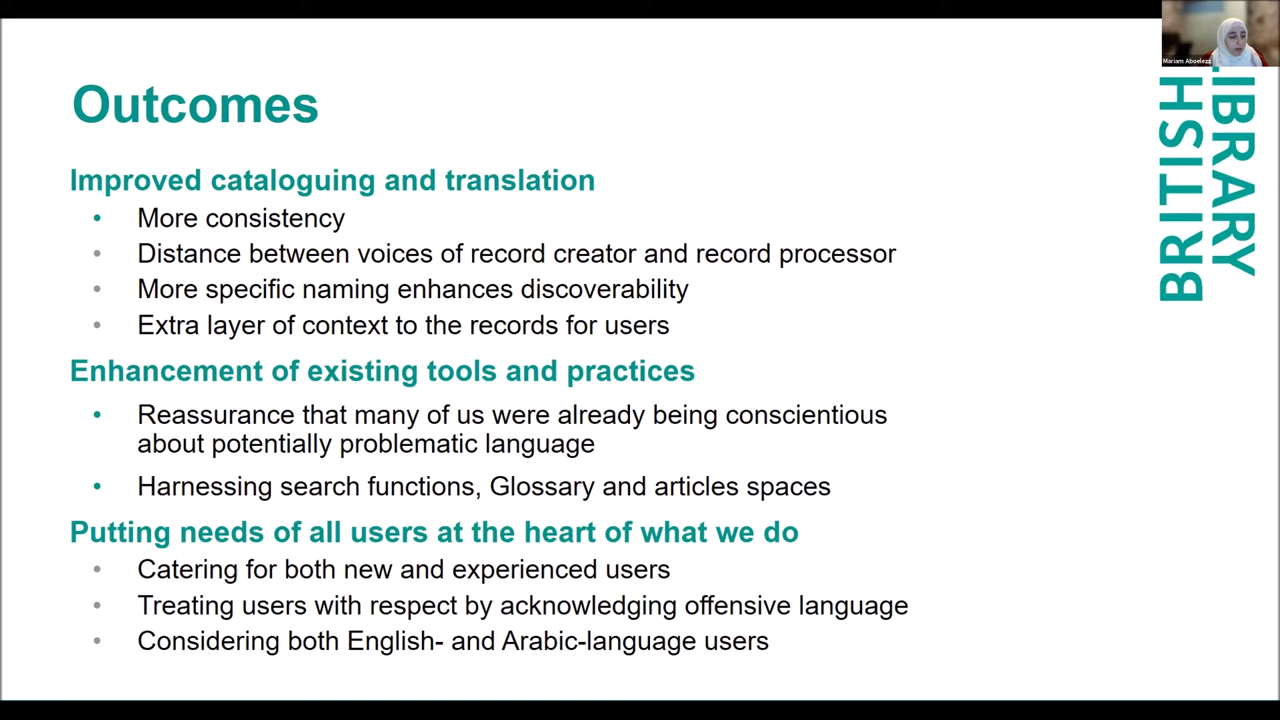 Mariam Aboelezz
BRITISH
LIBRARY
Outcomes
Improved cataloguing and translation
• More consistency
• Distance between voices of record creator and record processor
• More specific naming enhances discoverability
• Extra layer of context to the records for users
Enhancement of existing tools and practices
• Reassurance that many of us were already being conscientious
about potentially problematic language
• Harnessing search functions, Glossary and articles spaces
Putting needs of all users at the heart of what we do
• Catering for both new and experienced users
• Treating users with respect by acknowledging offensive language
• Considering both English- and Arabic-language users